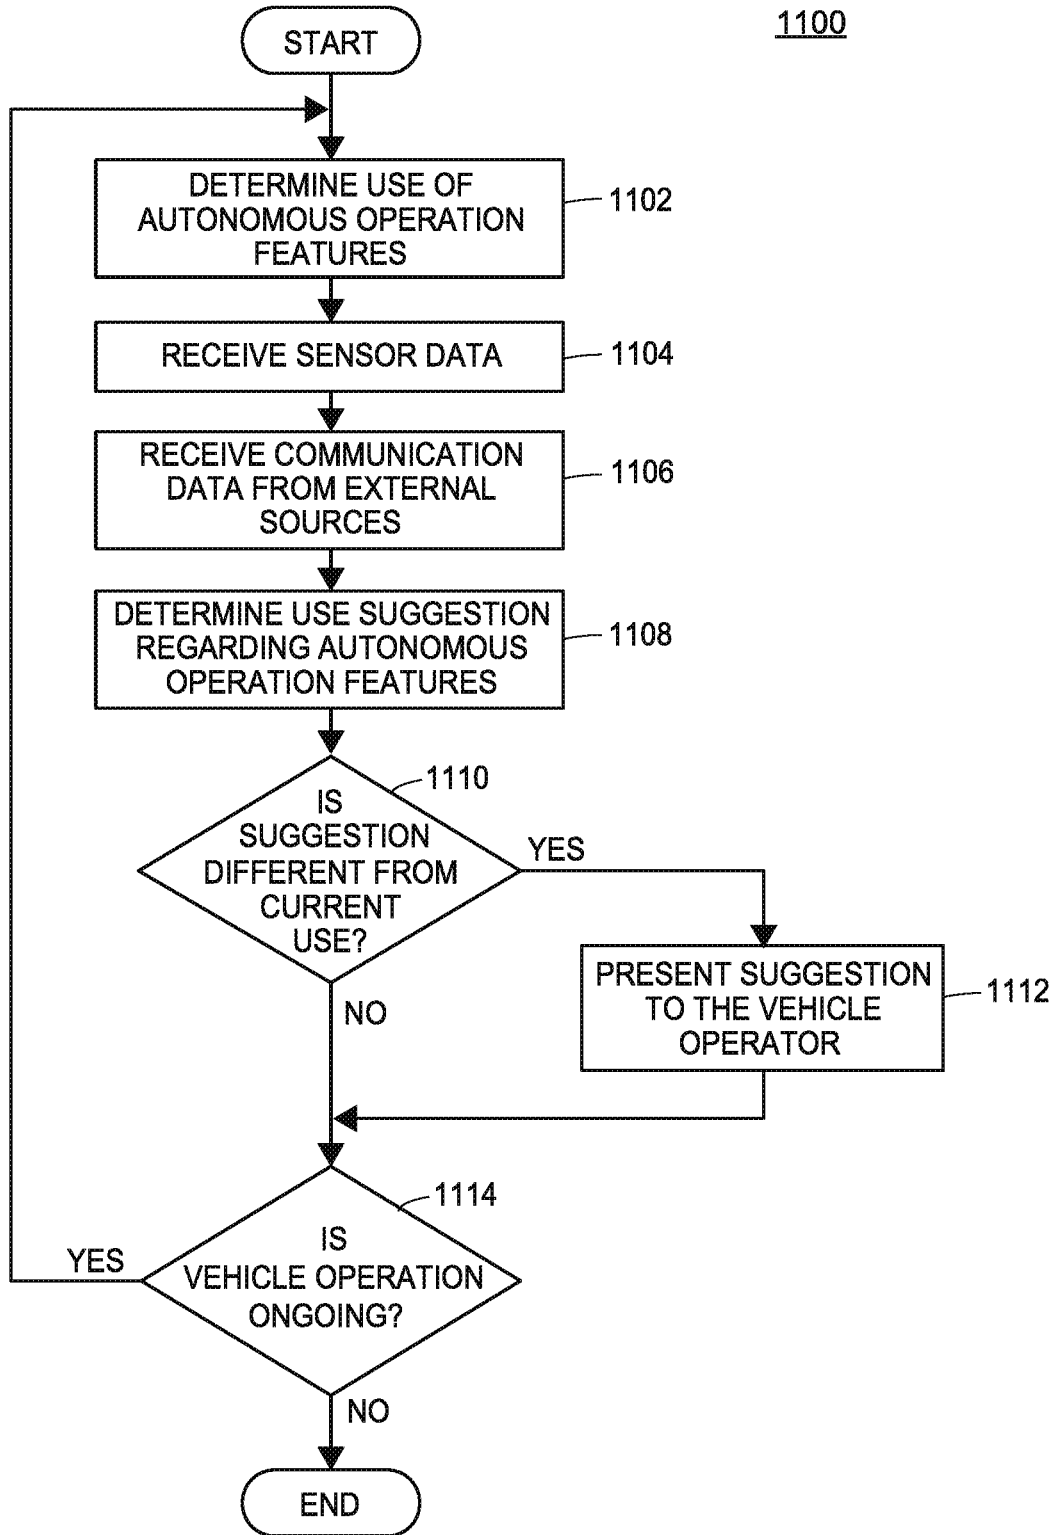 1100
START
DETERMINE USE OF
AUTONOMOUS OPERATION
FEATURES
1102
RECEIVE SENSOR DATA
1104
RECEIVE COMMUNICATION
DATA FROM EXTERNAL
SOURCES
1106
DETERMINE USE SUGGESTION
REGARDING AUTONOMOUS
OPERATION FEATURES
1108
1110
IS
SUGGESTION
DIFFERENT FROM
CURRENT
USE?
YES
NO
PRESENT SUGGESTION
TO THE VEHICLE
OPERATOR
1112
1114
IS
VEHICLE OPERATION
ONGOING?
YES
NO
END